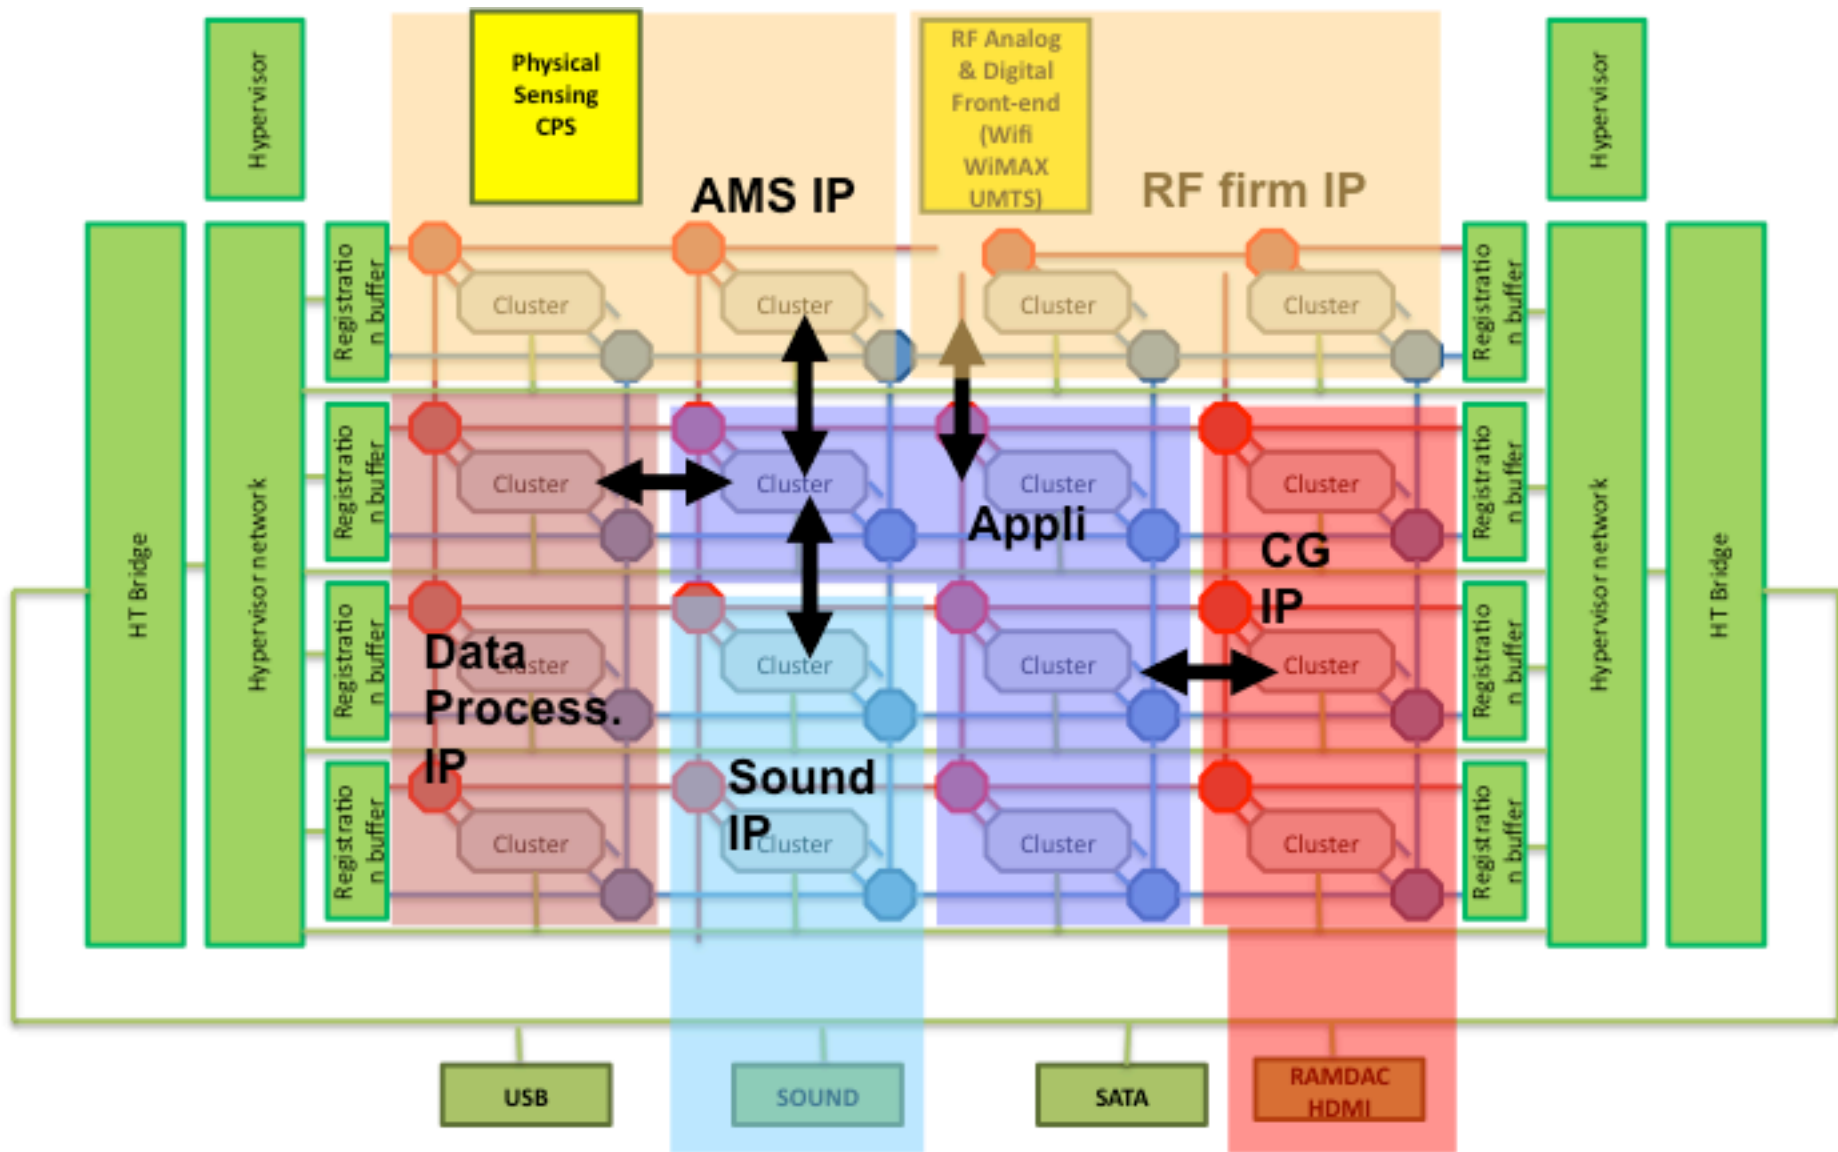 Hypervisor
Physical
Sensing
CPS
RF Analog
& Digital
Front-end
(Wifi
WiMAX
UMTS)
Hypervisor
AMS IP
RF firm IP
HT Bridge
Hypervisor network
Registratio
n buffer
Cluster
Cluster
Cluster
Cluster
Registratio
n buffer
Hypervisor network
HT Bridge
Registratio
n buffer
Cluster
Cluster
Cluster
Cluster
Registratio
n buffer
Appli
CG
IP
Registratio
n buffer
Cluster
Cluster
Cluster
Cluster
Registratio
n buffer
Data
Process.
IP
Sound
IP
Registratio
n buffer
Cluster
Cluster
Cluster
Cluster
Registratio
n buffer
USB
SOUND
SATA
RAMDAC
HDMI